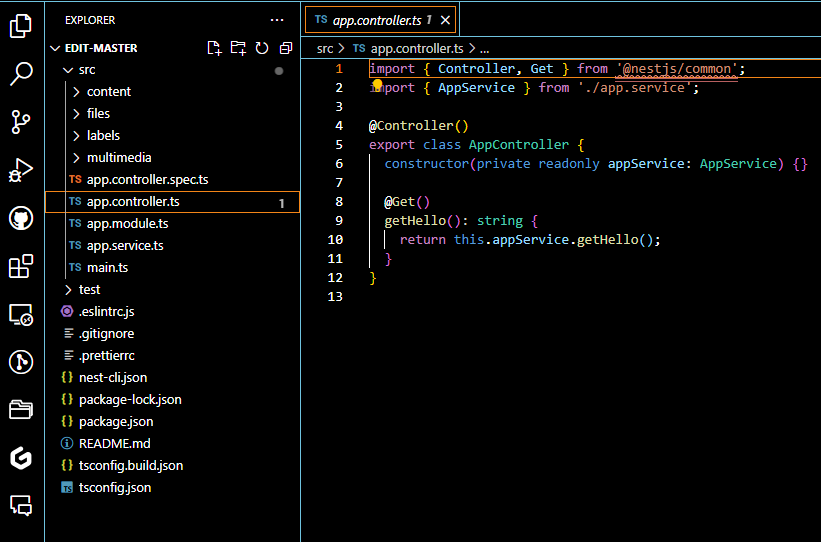 EXPLORER
EDIT-MASTER
src
content
files
labels
multimedia
TS app.controller.spec.ts
TS app.controller.ts 1
TS app.module.ts
TS app.service.ts
TS main.ts
test
.eslintrc.js
.gitignore
.prettierrc
{} nest-cli.json
{} package-lock.json
{} package.json
README.md
{} tsconfig.build.json
TS tsconfig.json
TS app.controller.ts 1
src > TS app.controller.ts > ...
1 import { Controller, Get } from '@nestjs/common';
2 import { AppService } from './app.service';
3
4 @Controller()
5 export class AppController {
6 constructor(private readonly appService: AppService) {}
7
8 @Get()
9 getHello(): string {
10 return this.appService.getHello();
11 }
12 }
13